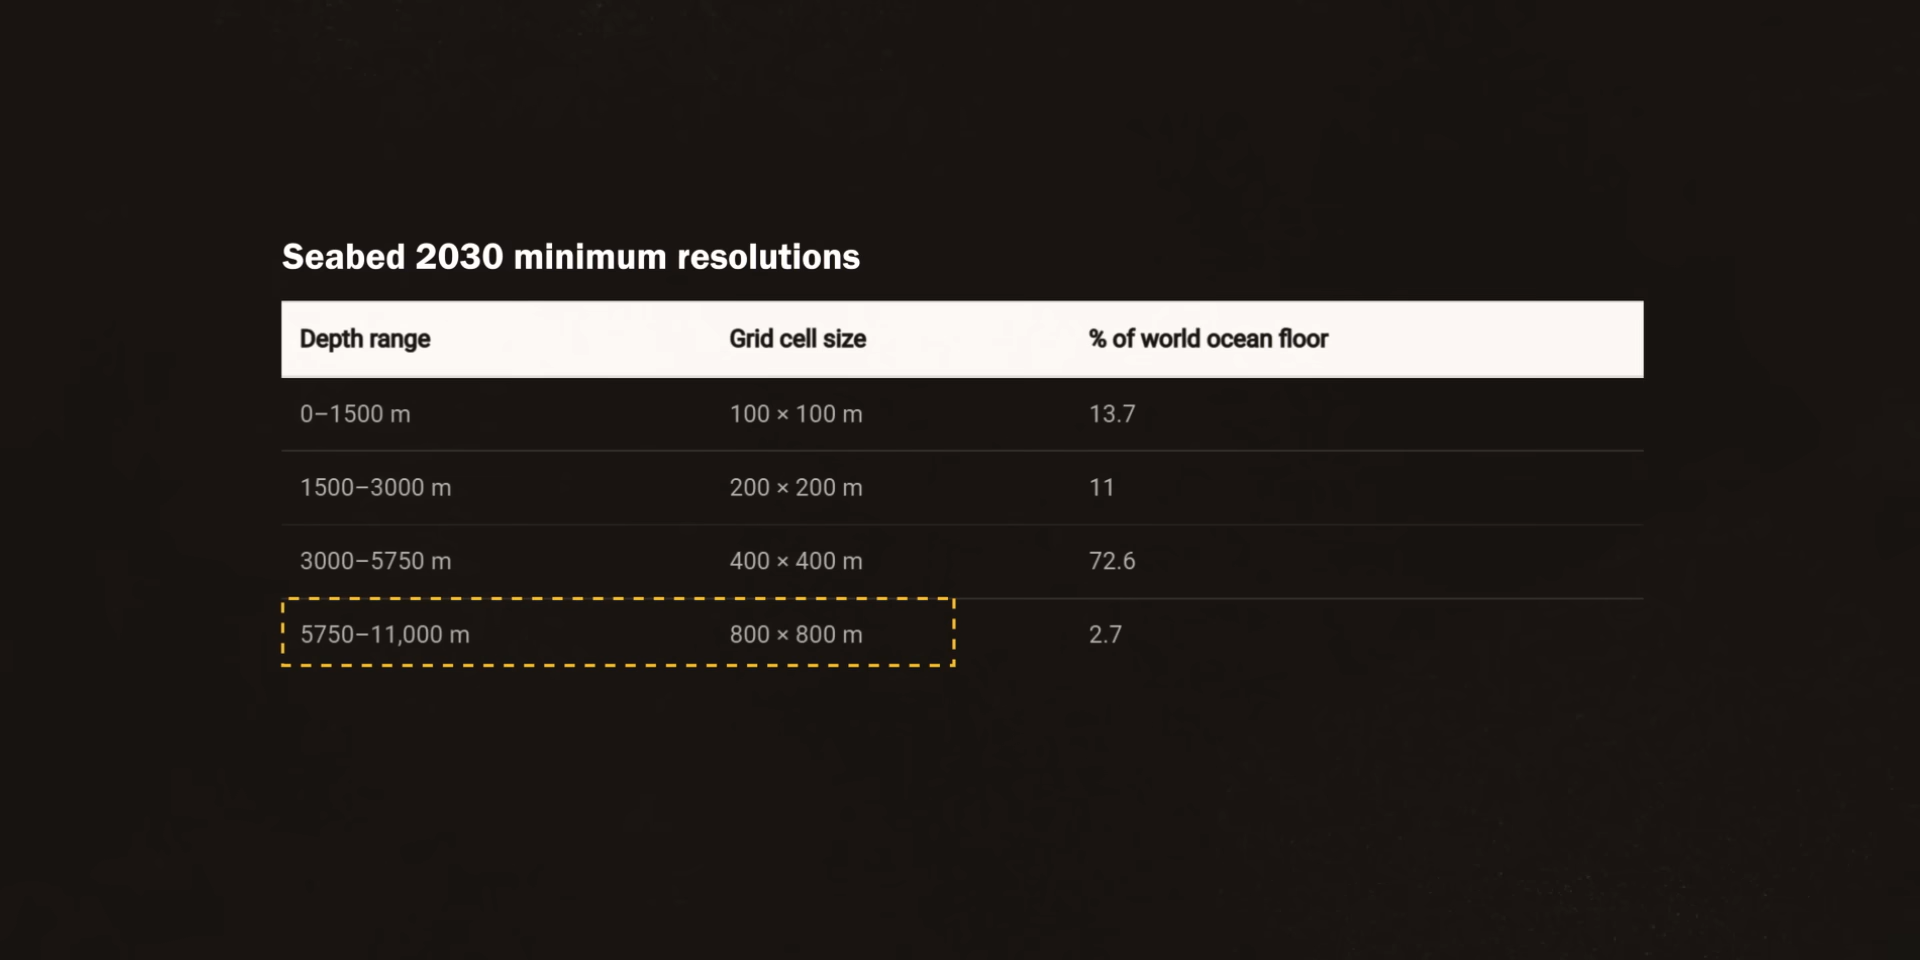 Seabed 2030 minimum resolutions
Depth range Grid cell size % of world ocean floor
0–1500 m 100 × 100 m 13.7
1500–3000 m 200 × 200 m 11
3000–5750 m 400 × 400 m 72.6
5750–11,000 m 800 × 800 m 2.7